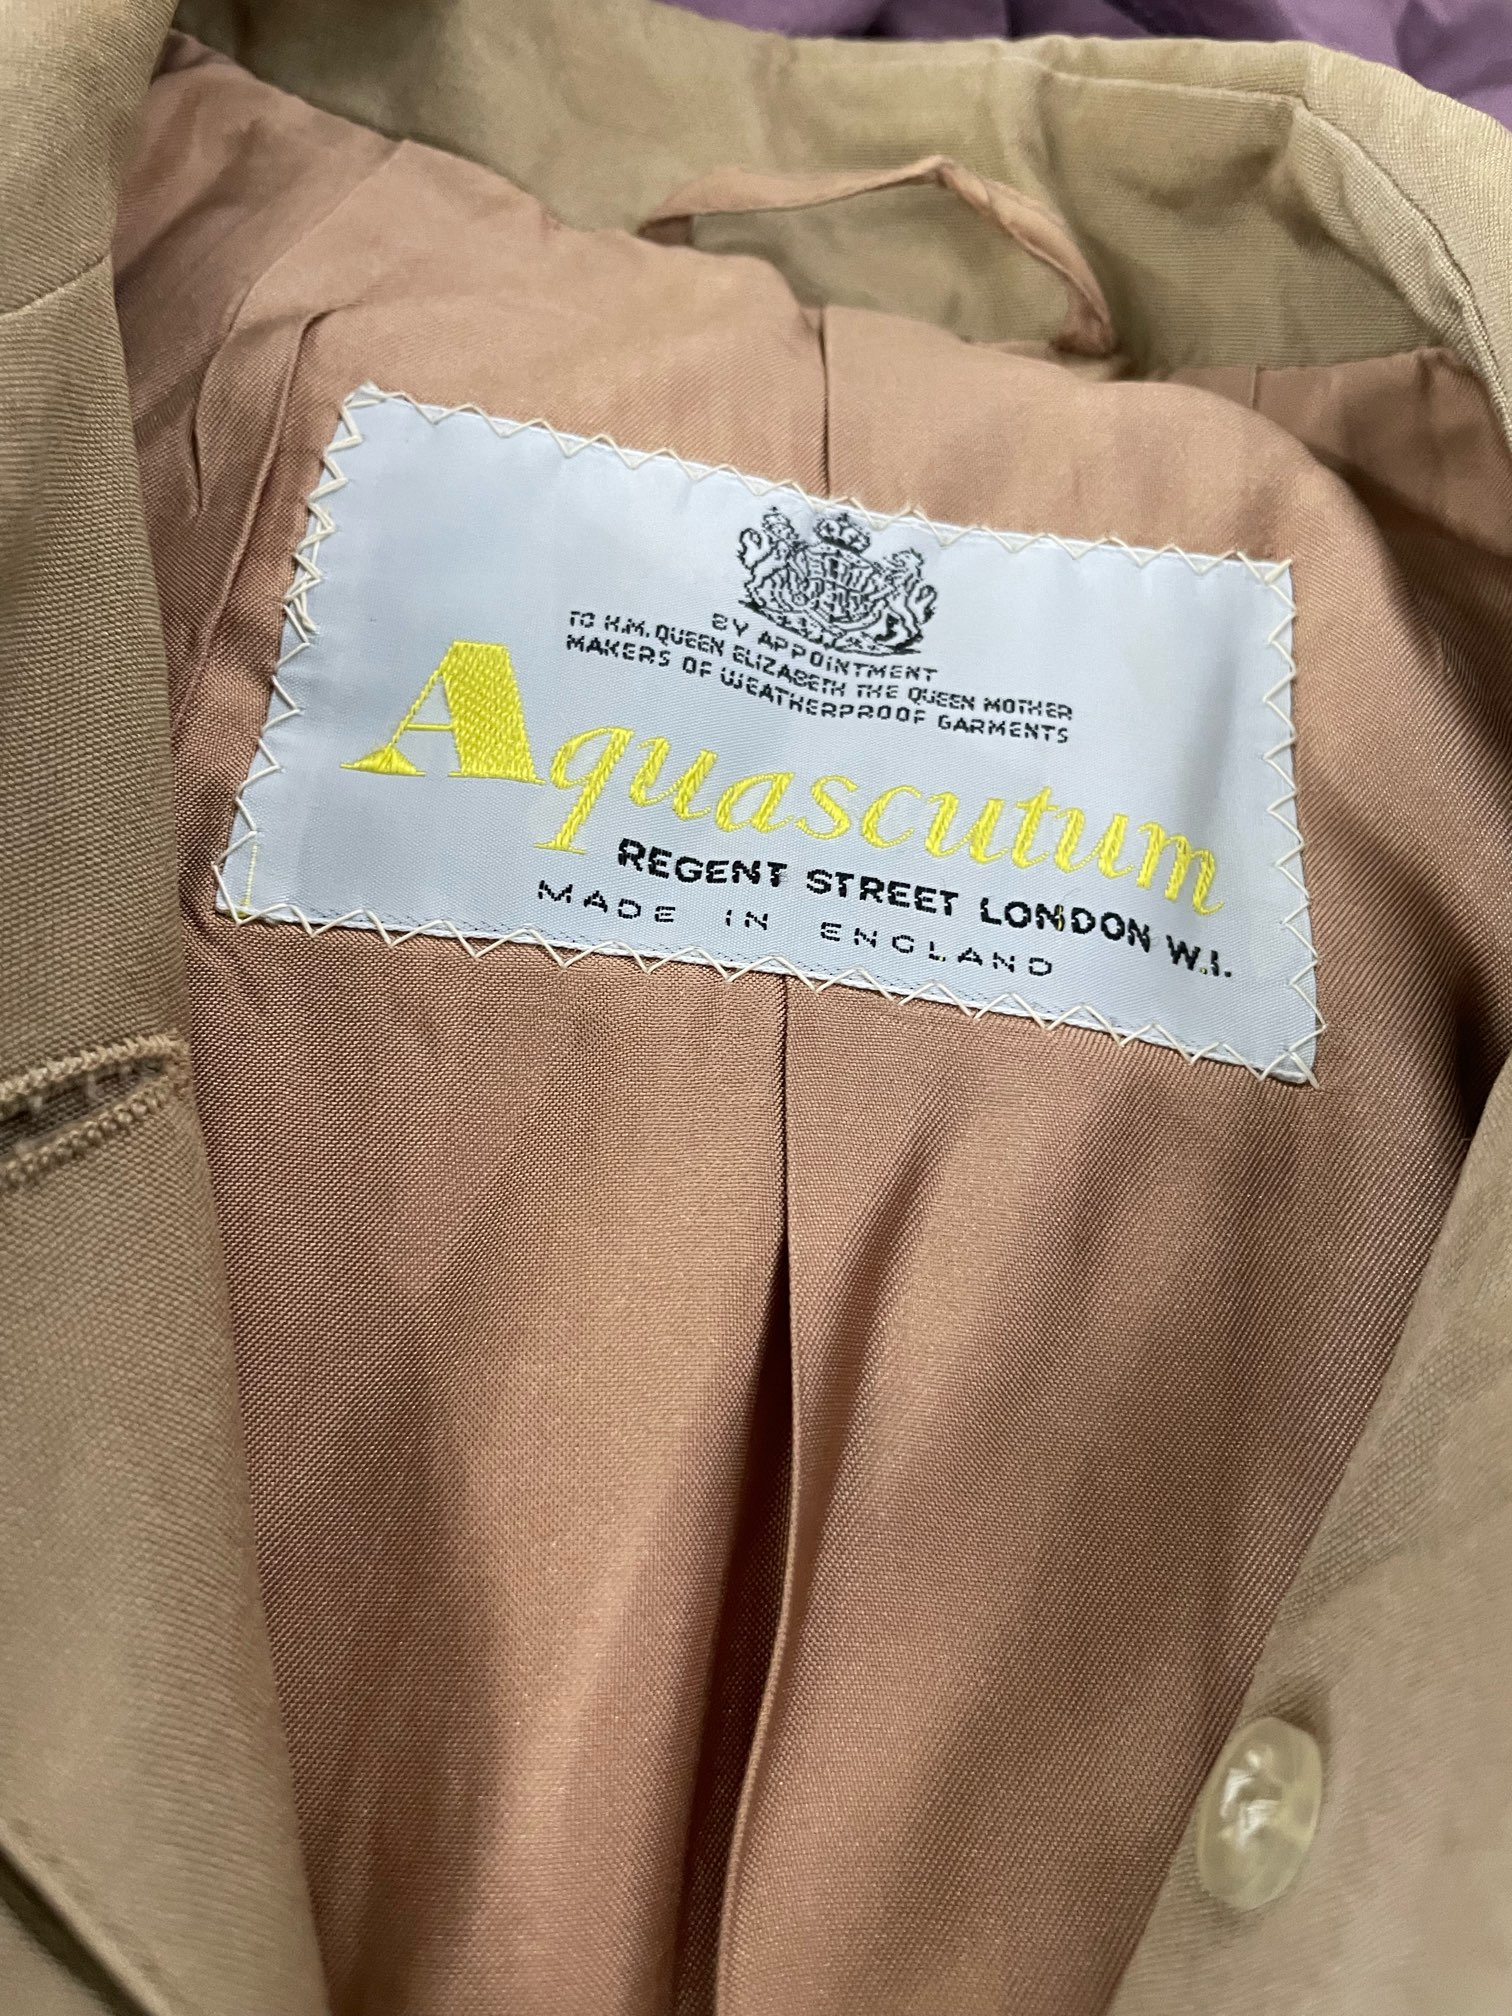 BY APPOINTMENT
TO H.M. QUEEN ELIZABETH THE QUEEN MOTHER
MAKERS OF WEATHERPROOF GARMENTS
Aquascutum
REGENT STREET LONDON W.1.
MADE IN ENGLAND